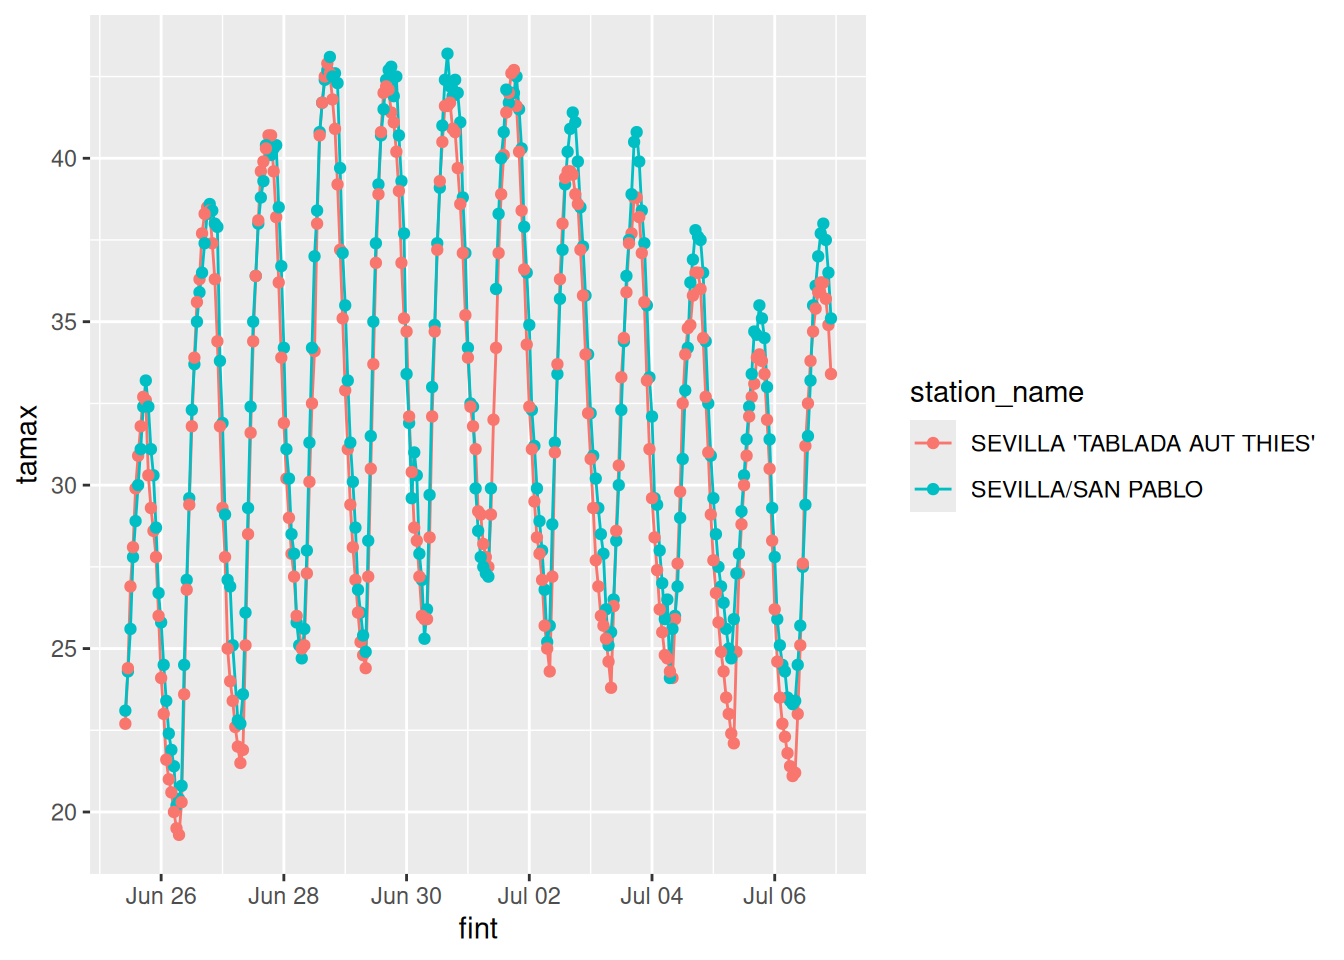 tamax
40
35
30
25
20
Jun 26 Jun 28 Jun 30 Jul 02 Jul 04 Jul 06
fint
station_name
SEVILLA 'TABLADA AUT THIES'
SEVILLA/SAN PABLO